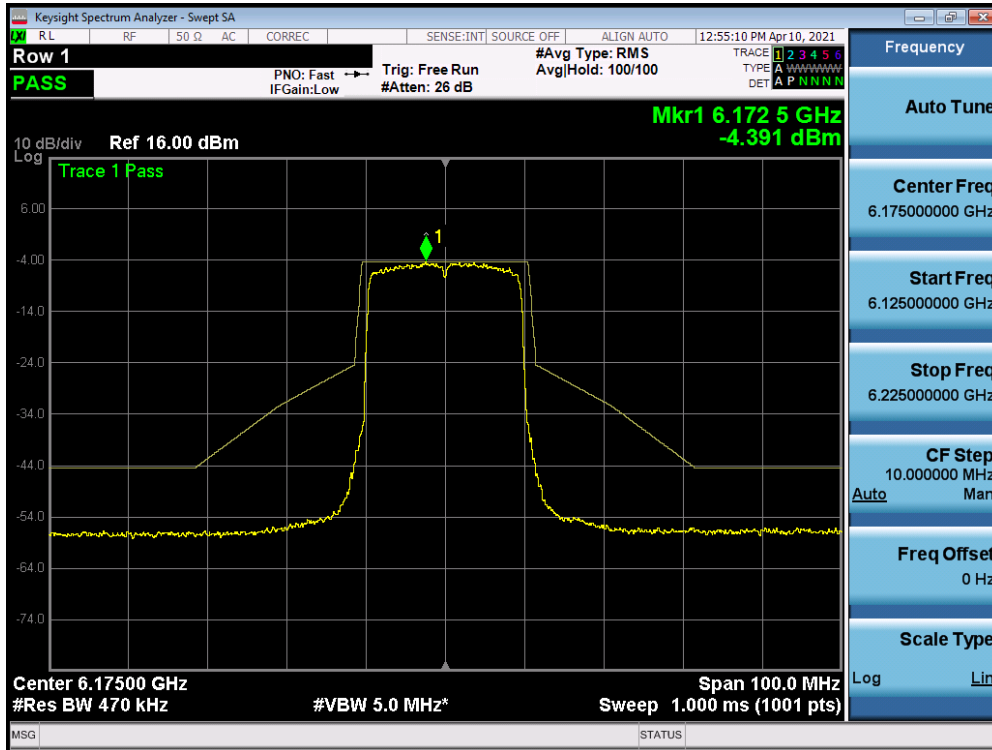 Keysight Spectrum Analyzer - Swept SA
LXI RL RF 50 Ω AC CORREC SENSE:INT SOURCE OFF ALIGN AUTO 12:55:10 PM Apr 10, 2021
Row 1
PASS
PNO: Fast
IFGain:Low
Trig: Free Run
#Atten: 26 dB
#Avg Type: RMS
Avg|Hold: 100/100
TRACE 1 2 3 4 5 6
TYPE A WWWWW
DET A P N N N N
Mkr1 6.172 5 GHz
-4.391 dBm
10 dB/div Ref 16.00 dBm
Log
Trace 1 Pass
1
6.00
-4.00
-14.0
-24.0
-34.0
-44.0
-54.0
-64.0
-74.0
Center 6.17500 GHz Span 100.0 MHz
#Res BW 470 kHz #VBW 5.0 MHz* Sweep 1.000 ms (1001 pts)
MSG STATUS
Frequency
Auto Tune
Center Freq
6.175000000 GHz
Start Freq
6.125000000 GHz
Stop Freq
6.225000000 GHz
CF Step
10.000000 MHz
Auto Man
Freq Offset
0 Hz
Scale Type
Log Lin